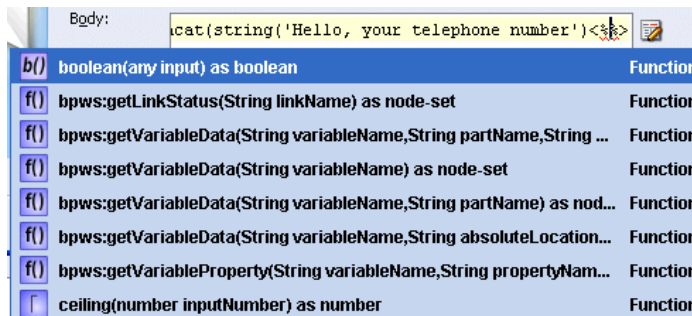 Body:
ncat(string('Hello, your telephone number')<%%>
b() boolean(any input) as boolean Function
f() bpws:getLinkStatus(String linkName) as node-set Function
f() bpws:getVariableData(String variableName,String partName,String ... Function
f() bpws:getVariableData(String variableName) as node-set Function
f() bpws:getVariableData(String variableName,String partName) as nod... Function
f() bpws:getVariableData(String variableName,String absoluteLocation... Function
f() bpws:getVariableProperty(String variableName,String propertyNam... Function
ceiling(number inputNumber) as number Function